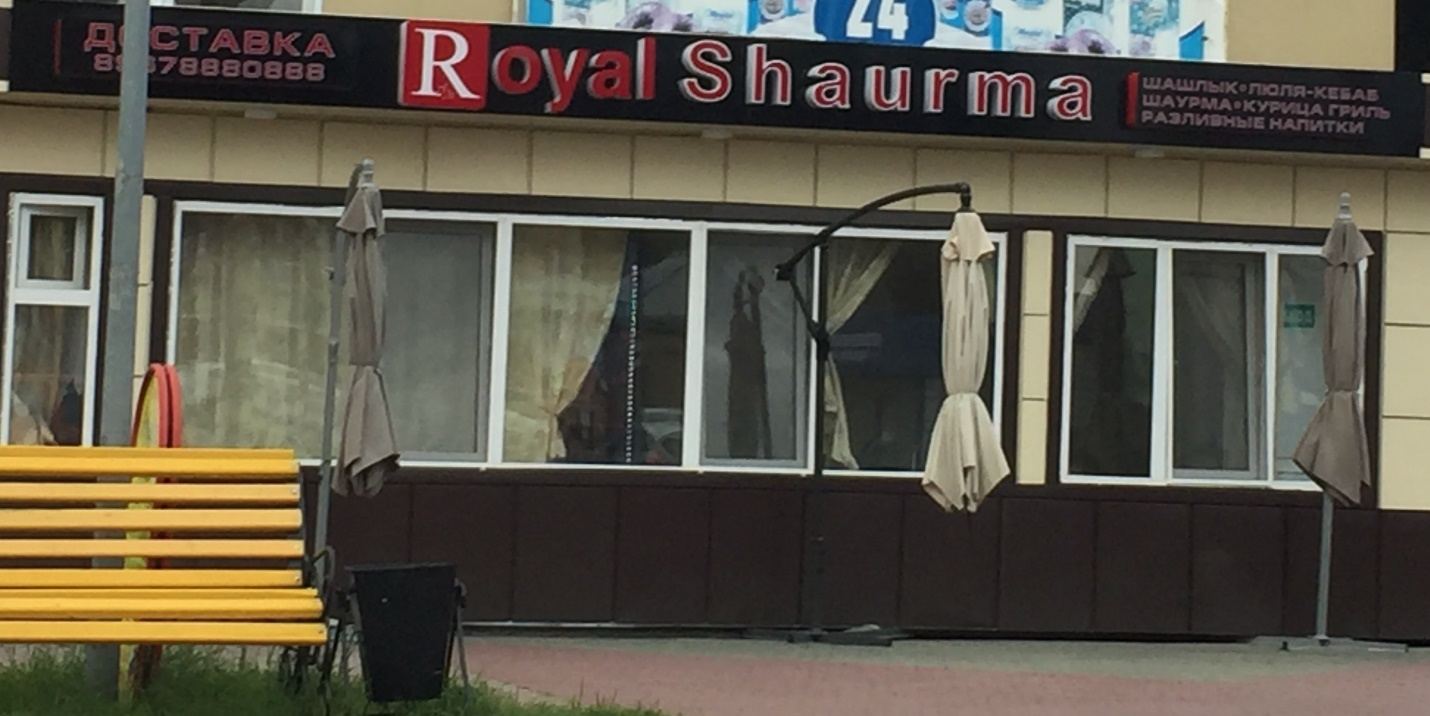 24
ДОСТАВКА
Royal Shaurma
ШАШЛЫК•ЛЮЛЯ-КЕБАБ
ШАУРМА•КУРИЦА ГРИЛЬ
РАЗЛИВНЫЕ НАПИТКИ